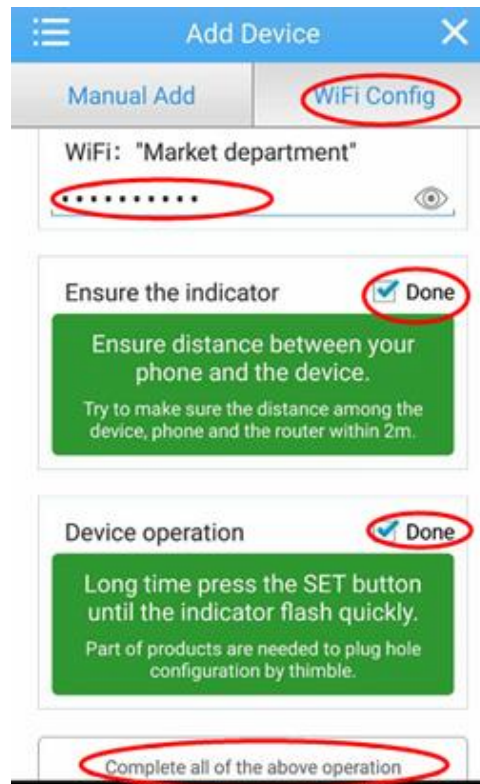 Add Device
Manual Add
WiFi Config
WiFi: "Market department"
Ensure the indicator
Done
Ensure distance between your
phone and the device.
Try to make sure the distance among the
device, phone and the router within 2m.
Device operation
Done
Long time press the SET button
until the indicator flash quickly.
Part of products are needed to plug hole
configuration by thimble.
Complete all of the above operation